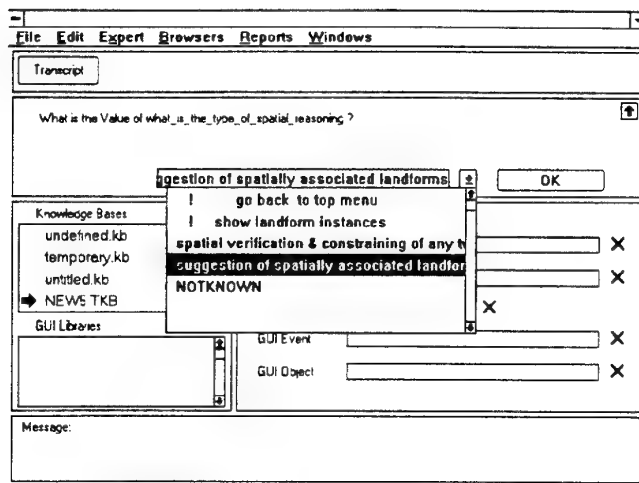 File Edit Expert Browsers Reports Windows
Transcript
What is the Value of what_is_the_type_of_spatial_reasoning ?
ggestion of spatially associated landforms
OK
! go back to top menu
! show landform instances
spatial verification & constraining of any t
suggestion of spatially associated landfor
NOTKNOWN
Knowledge Bases
undefined.kb
temporary.kb
untitled.kb
NEWS TKB
GUI Libraries
GUI Event
GUI Object
Message: